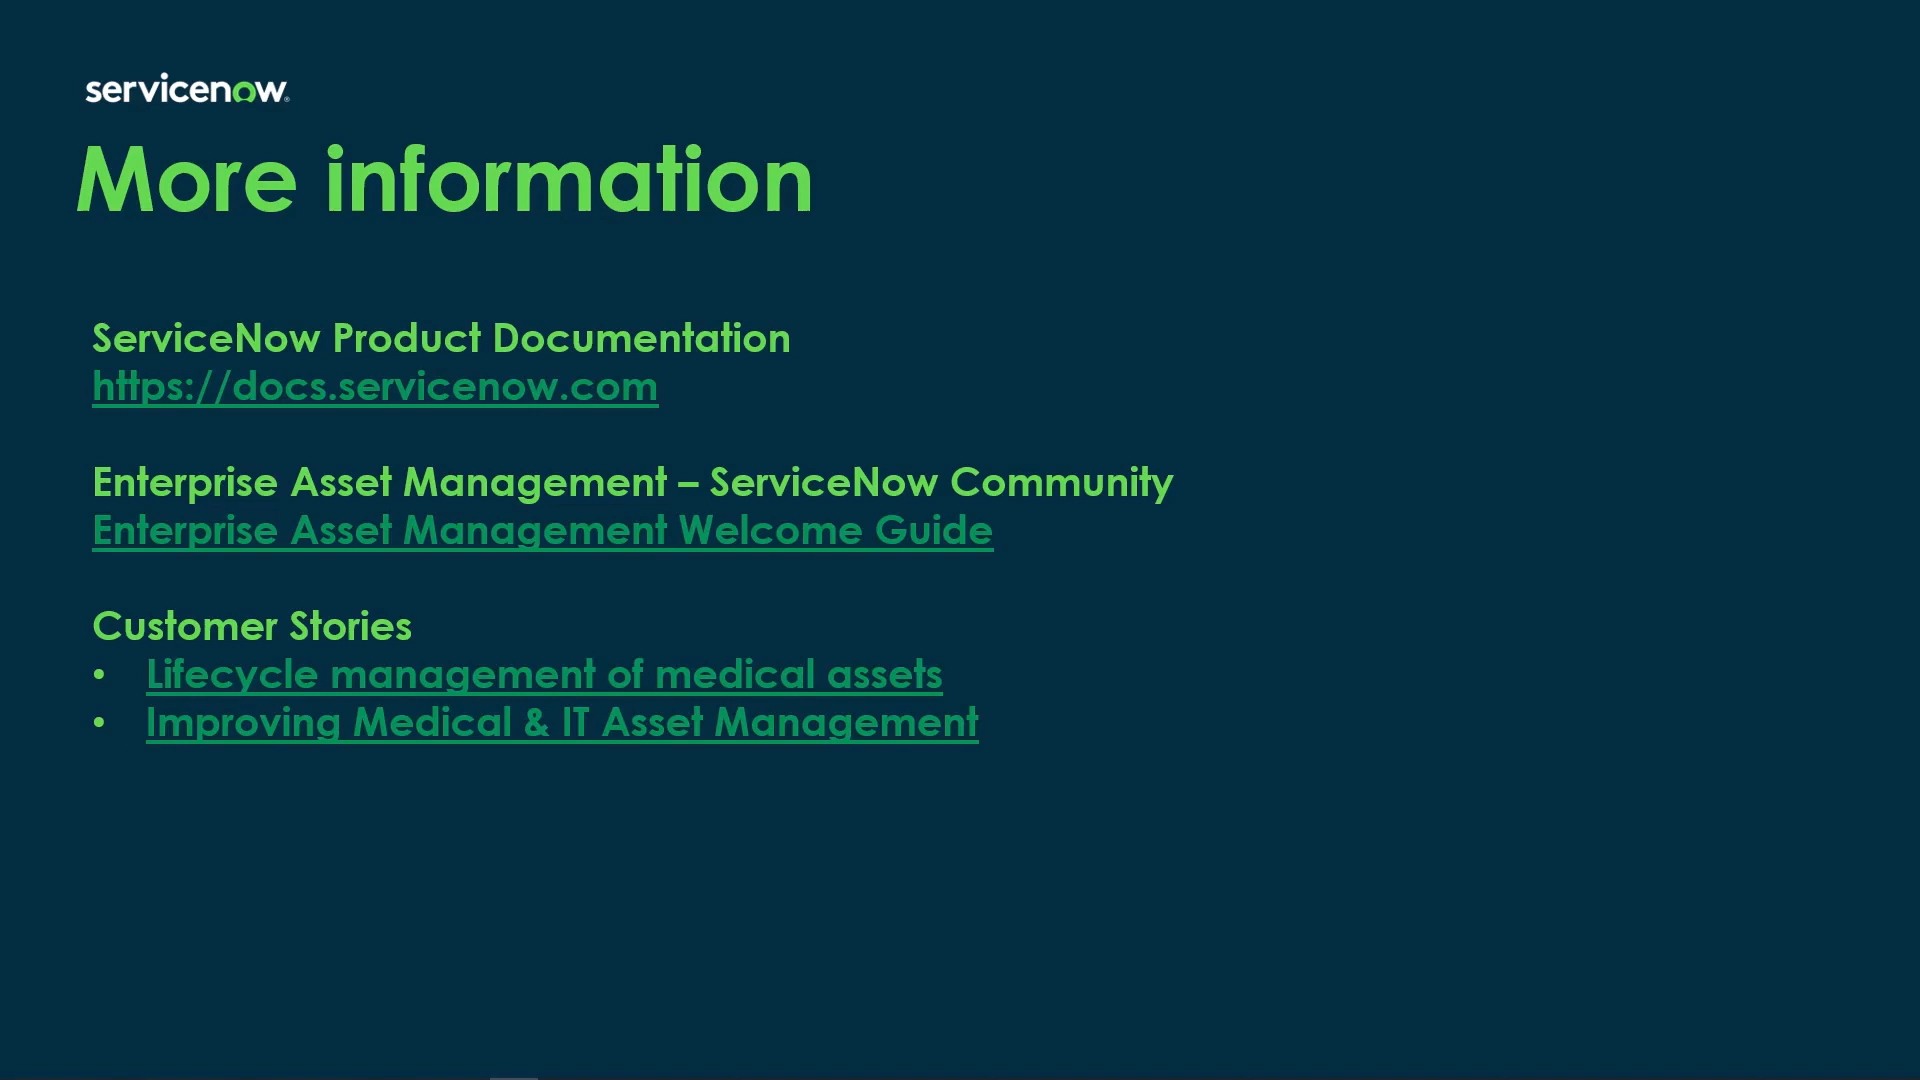 servicenow®
More information
ServiceNow Product Documentation
https://docs.servicenow.com
Enterprise Asset Management – ServiceNow Community
Enterprise Asset Management Welcome Guide
Customer Stories
• Lifecycle management of medical assets
• Improving Medical & IT Asset Management